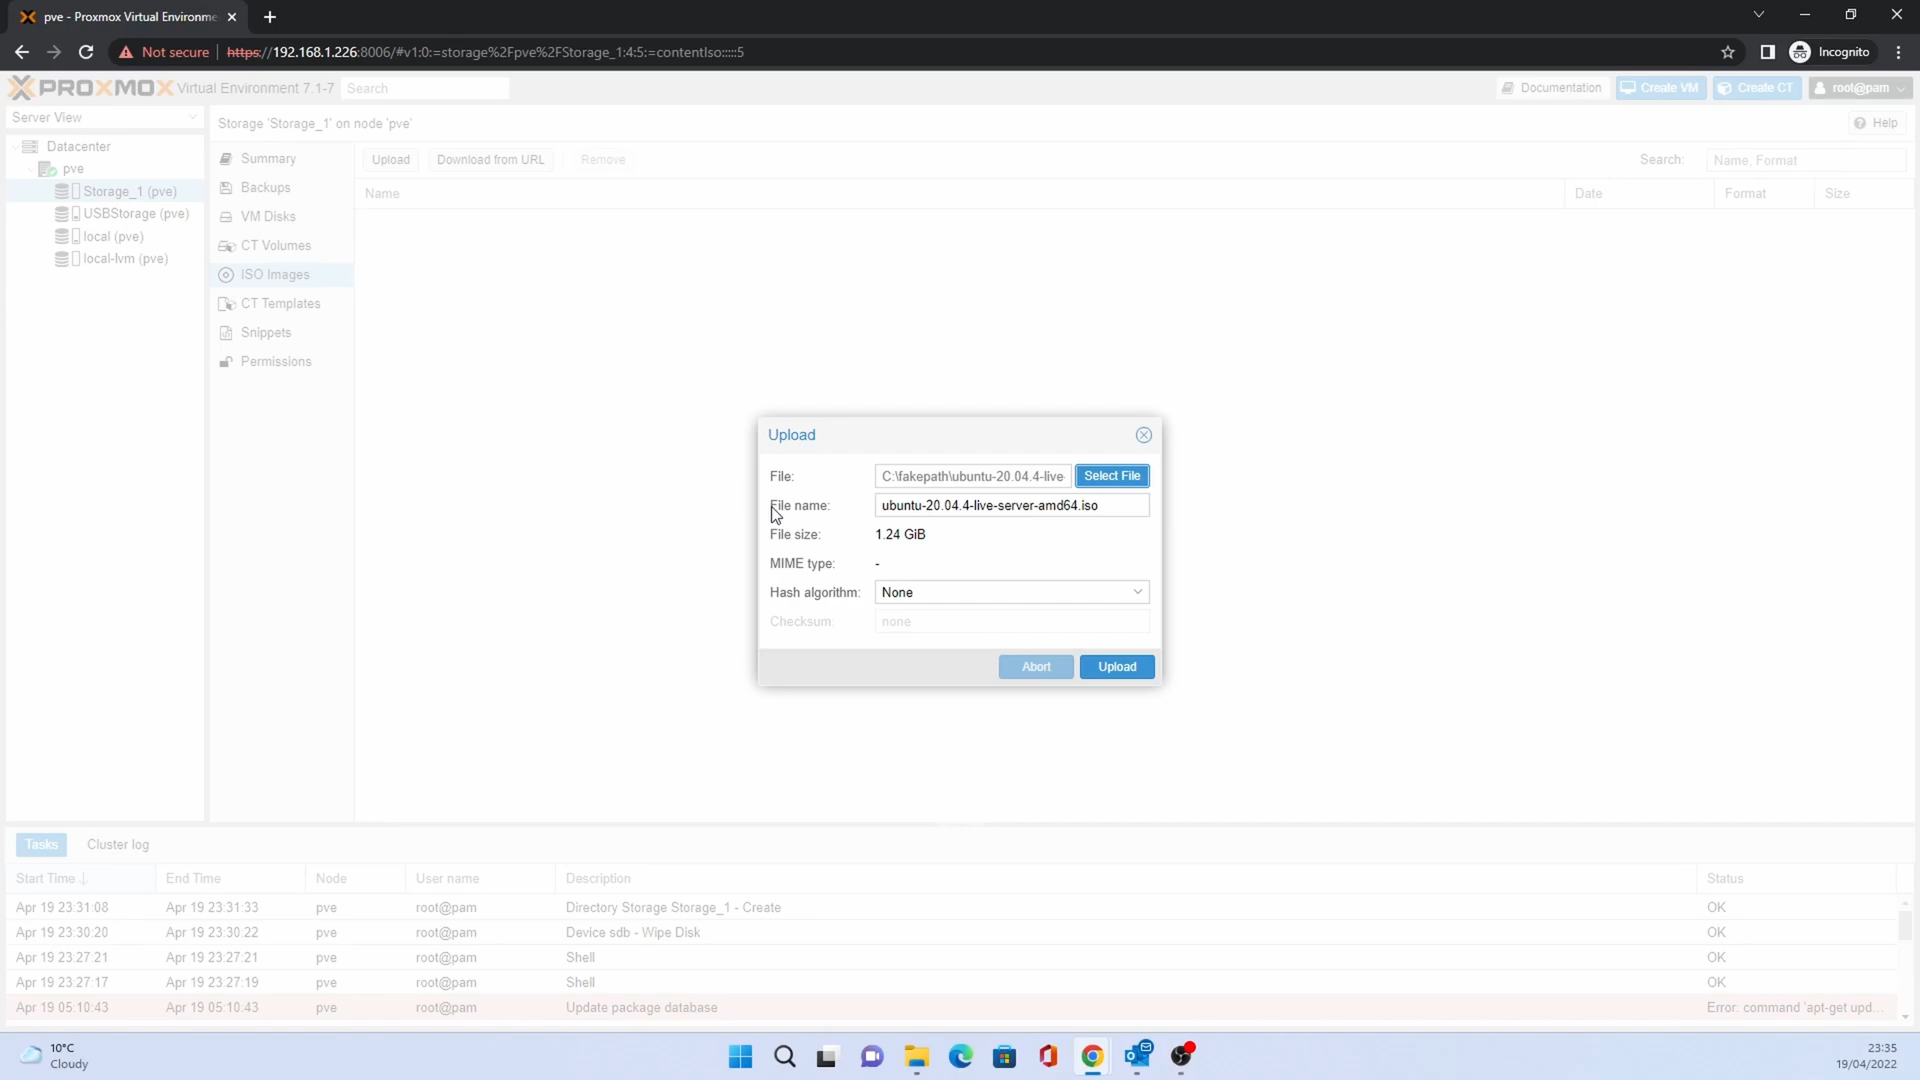 pve - Proxmox Virtual Environme
Not secure
https://192.168.1.226:8006/#v1:0:=storage%2Fpve%2FStorage_1:4:5:=contentIso:::::5
Incognito
PROXMOX Virtual Environment 7.1-7
Search
Documentation
Create VM
Create CT
root@pam
Server View
Storage 'Storage_1' on node 'pve'
Help
Datacenter
pve
Storage_1 (pve)
USBStorage (pve)
local (pve)
local-lvm (pve)
Summary
Backups
VM Disks
CT Volumes
ISO Images
CT Templates
Snippets
Permissions
Upload
Download from URL
Remove
Search:
Name, Format
Name
Date
Format
Size
Upload
File:
C:\fakepath\ubuntu-20.04.4-live-
Select File
File name:
ubuntu-20.04.4-live-server-amd64.iso
File size:
1.24 GiB
MIME type:
-
Hash algorithm:
None
Checksum:
none
Abort
Upload
Tasks
Cluster log
Start Time
End Time
Node
User name
Description
Status
Apr 19 23:31:08
Apr 19 23:31:33
pve
root@pam
Directory Storage Storage_1 - Create
OK
Apr 19 23:30:20
Apr 19 23:30:22
pve
root@pam
Device sdb - Wipe Disk
OK
Apr 19 23:27:21
Apr 19 23:27:21
pve
root@pam
Shell
OK
Apr 19 23:27:17
Apr 19 23:27:19
pve
root@pam
Shell
OK
Apr 19 05:10:43
Apr 19 05:10:43
pve
root@pam
Update package database
Error: command 'apt-get upd...
10°C
Cloudy
23:35
19/04/2022